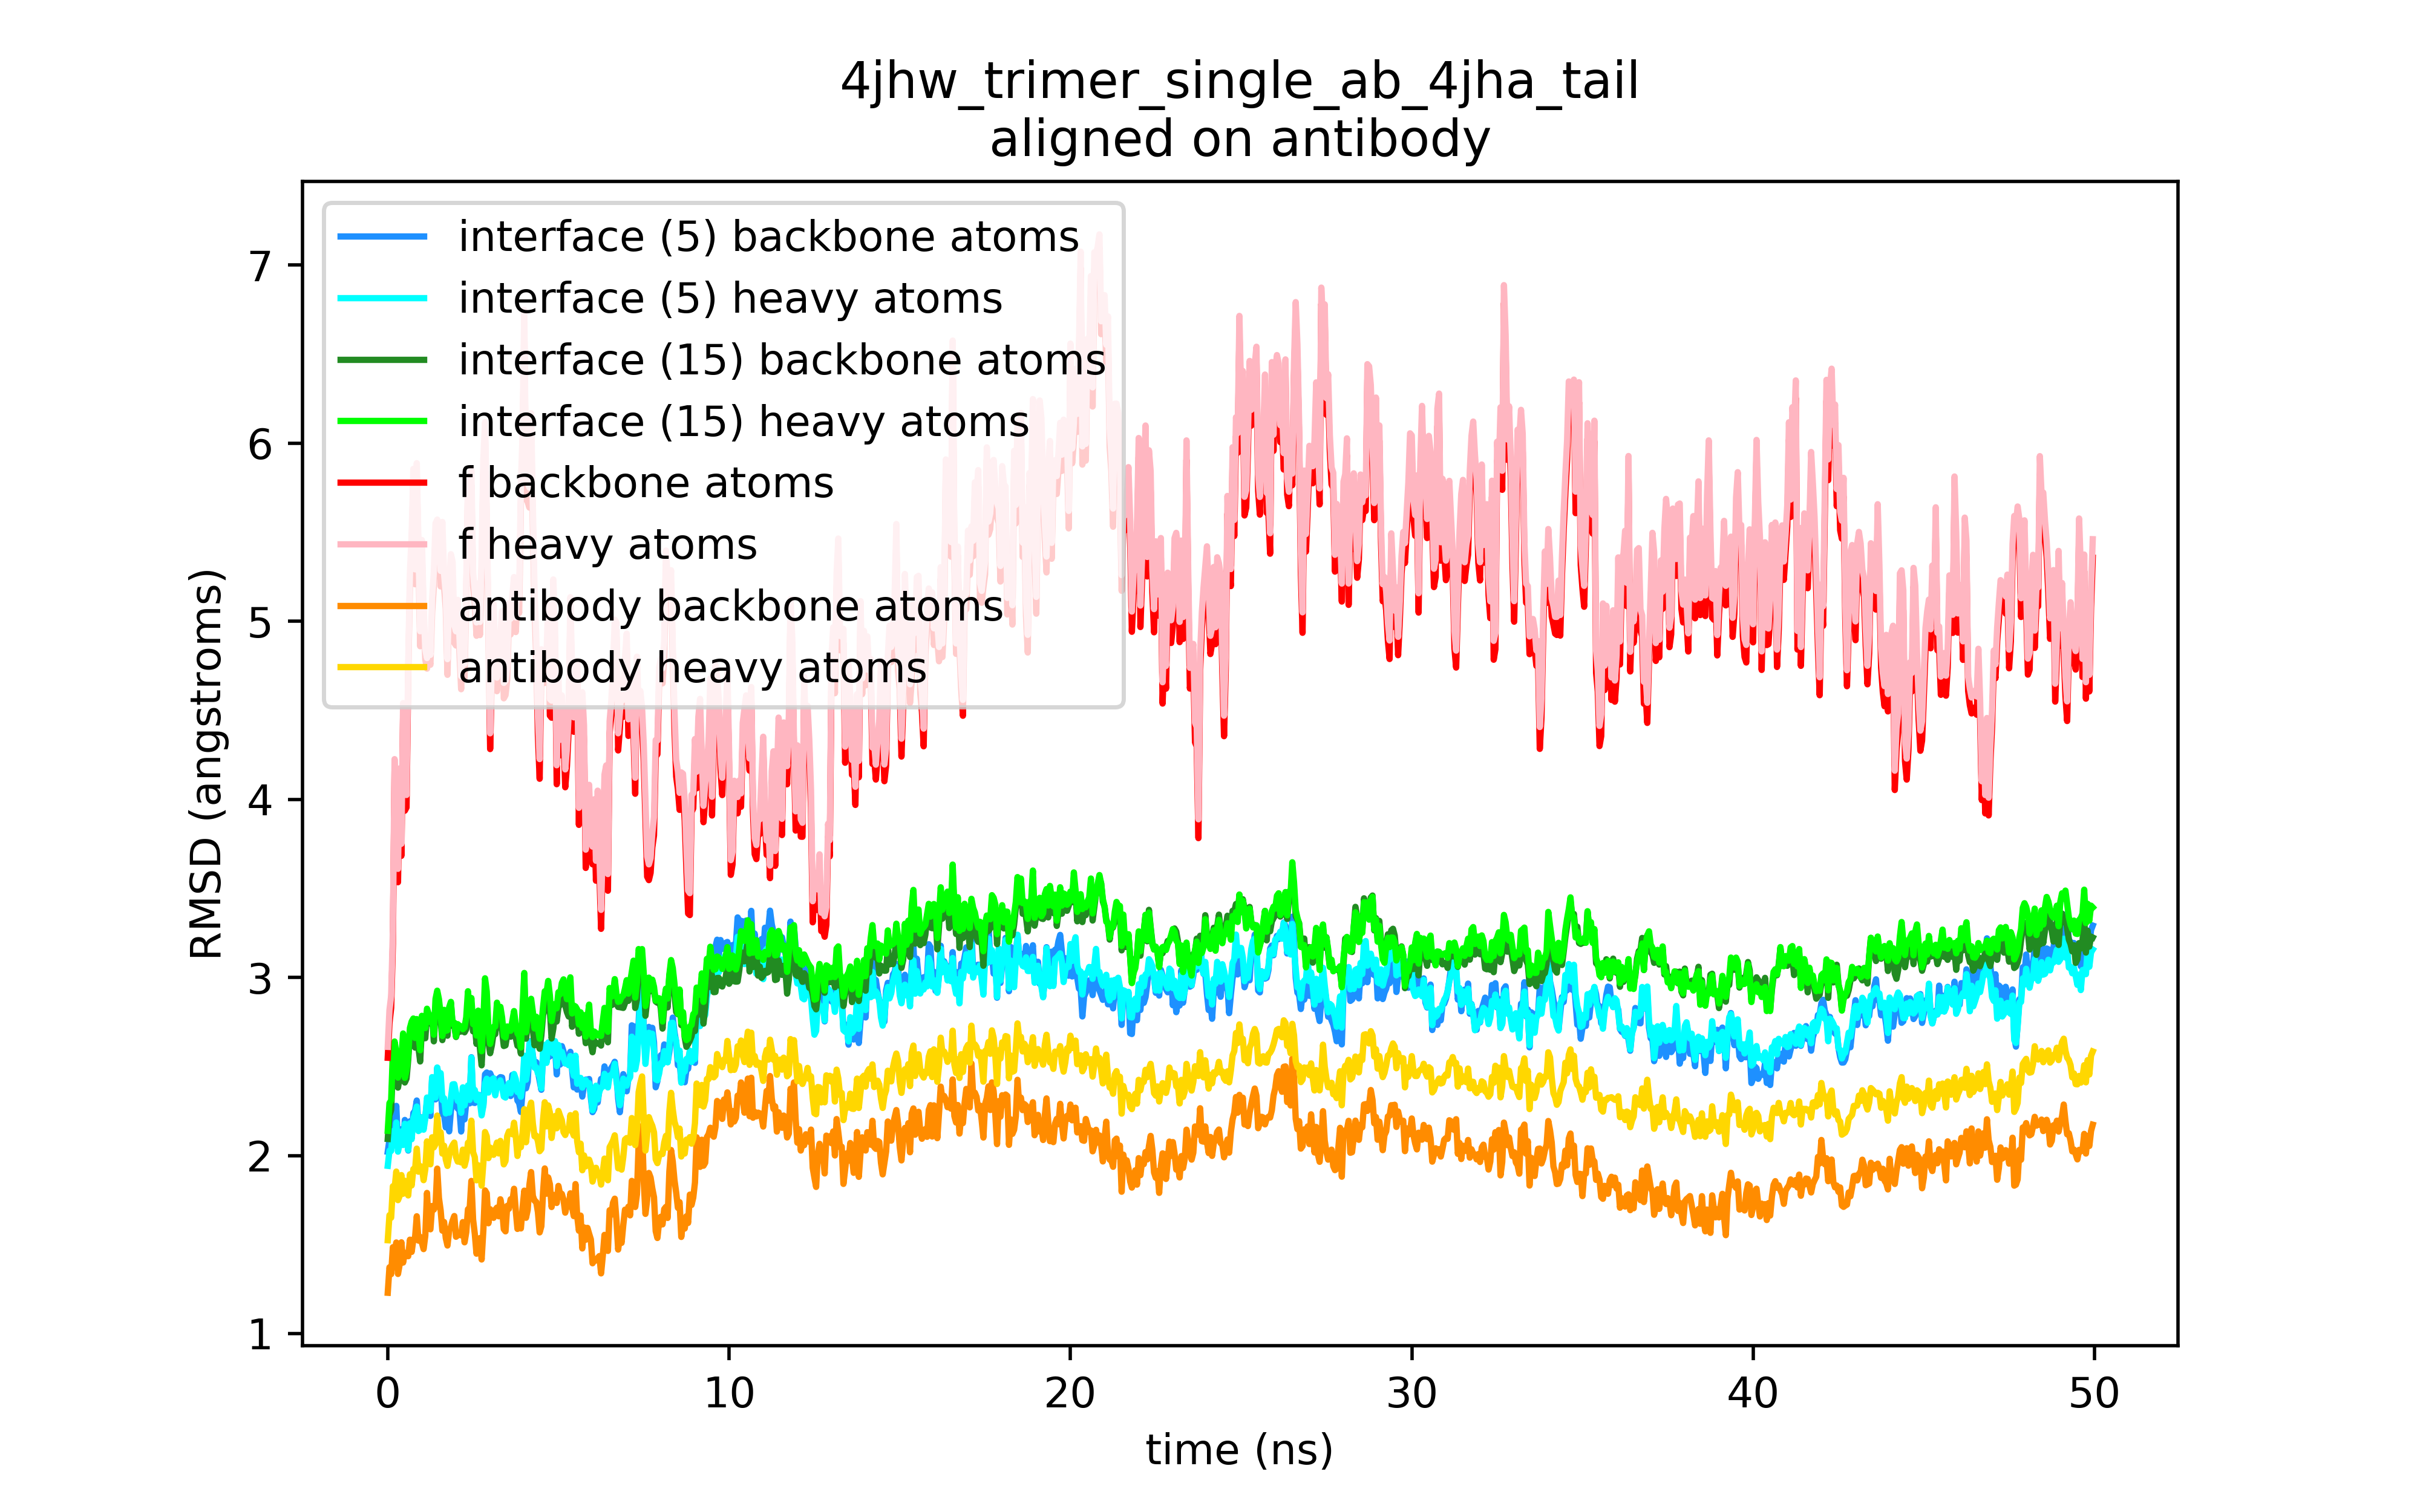 4jhw_trimer_single_ab_4jha_tail
aligned on antibody
interface (5) backbone atoms
interface (5) heavy atoms
interface (15) backbone atoms
interface (15) heavy atoms
f backbone atoms
f heavy atoms
antibody backbone atoms
antibody heavy atoms
RMSD (angstroms)
7
6
5
4
3
2
1
0 10 20 30 40 50
time (ns)